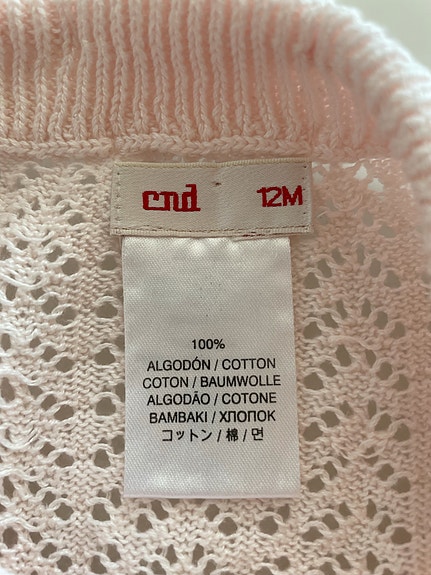 cnd 12M
100%
ALGODÓN / COTTON
COTON / BAUMWOLLE
ALGODÃO / COTONE
BAMBAKI / ХЛОПОК
コットン / 棉 / 면